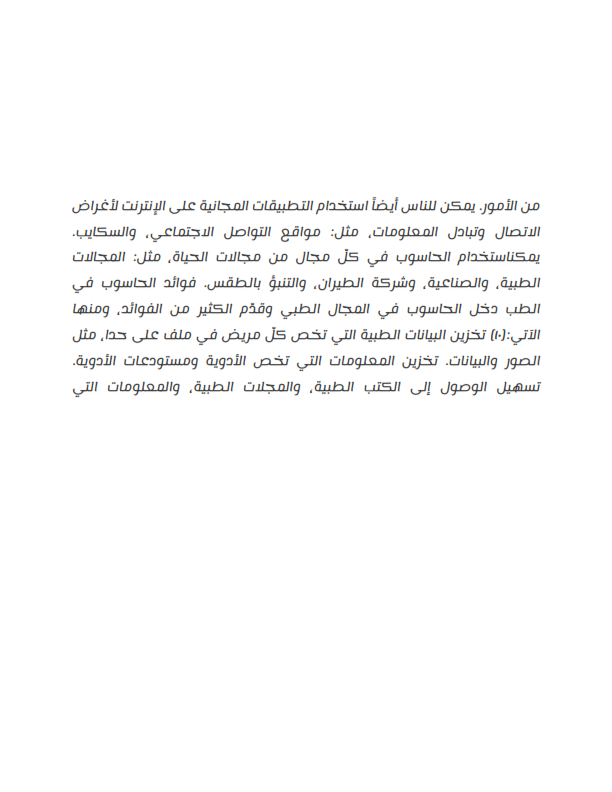 من الأمور. يمكن للناس أيضاً استخدام التطبيقات المجانية على الإنترنت لأغراض
الاتصال وتبادل المعلومات، مثل: مواقع التواصل الاجتماعي، والسكايب.
يمكناستخدام الحاسوب في كلّ مجال من مجالات الحياة، مثل: المجالات
الطبية، والصناعية، وشركة الطيران، والتنبؤ بالطقس. فوائد الحاسوب في
الطب دخل الحاسوب في المجال الطبي وقدّم الكثير من الفوائد، ومنها
الآتي:[١٠] تخزين البيانات الطبية التي تخص كلّ مريض في ملف على حدا، مثل
الصور والبيانات. تخزين المعلومات التي تخص الأدوية ومستودعات الأدوية.
تسهيل الوصول إلى الكتب الطبية، والمجلات الطبية، والمعلومات التي